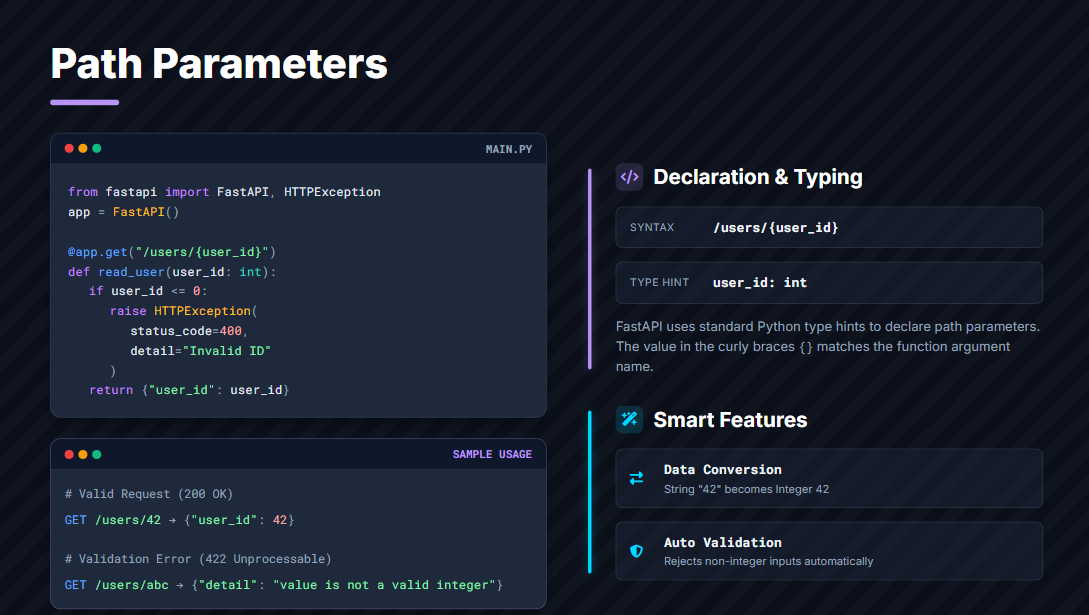 Path Parameters
MAIN.PY
from fastapi import FastAPI, HTTPException
app = FastAPI()
@app.get("/users/{user_id}")
def read_user(user_id: int):
if user_id <= 0:
raise HTTPException(
status_code=400,
detail="Invalid ID"
)
return {"user_id": user_id}
SAMPLE USAGE
# Valid Request (200 OK)
GET /users/42 → {"user_id": 42}
# Validation Error (422 Unprocessable)
GET /users/abc → {"detail": "value is not a valid integer"}
Declaration & Typing
SYNTAX /users/{user_id}
TYPE HINT user_id: int
FastAPI uses standard Python type hints to declare path parameters.
The value in the curly braces {} matches the function argument
name.
Smart Features
Data Conversion
String "42" becomes Integer 42
Auto Validation
Rejects non-integer inputs automatically